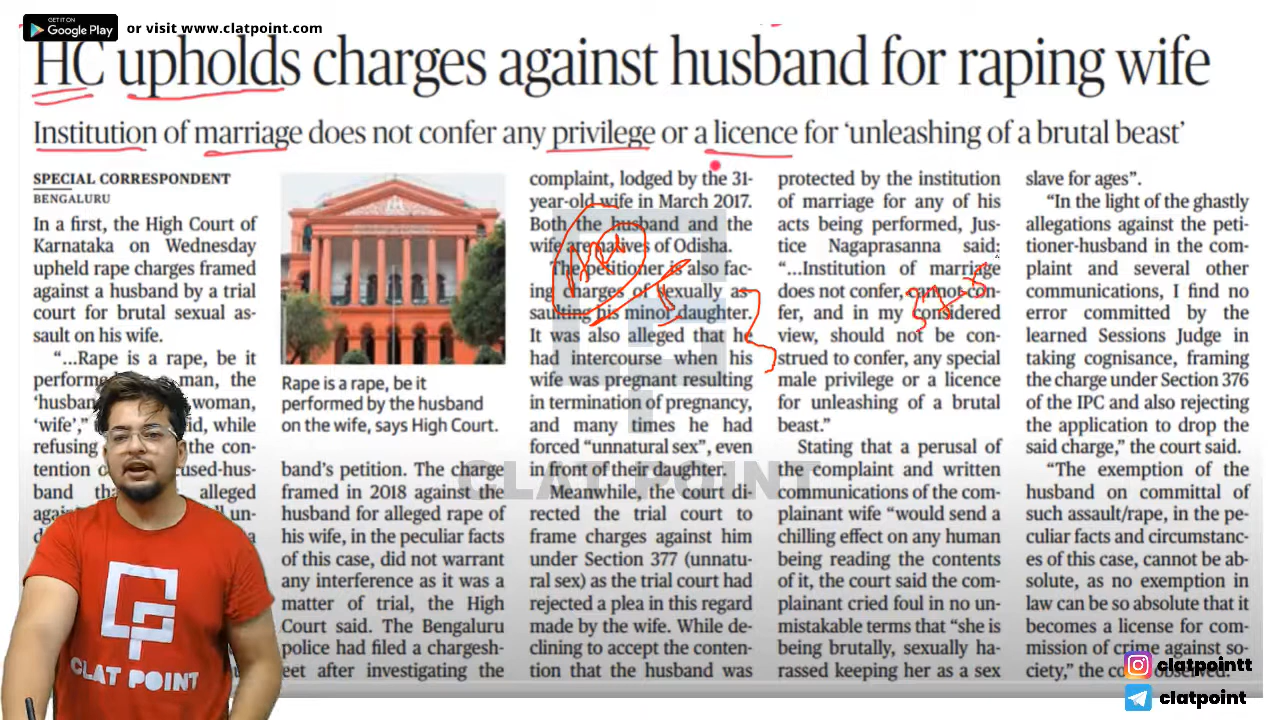 GET IT ON
Google Play
or visit www.clatpoint.com
HC upholds charges against husband for raping wife
Institution of marriage does not confer any privilege or a licence for ‘unleashing of a brutal beast’
SPECIAL CORRESPONDENT
BENGALURU
In a first, the High Court of
Karnataka on Wednesday
upheld rape charges framed
against a husband by a trial
court for brutal sexual as-
sault on his wife.
“...Rape is a rape, be it
man, the
woman,
‘wife’,”
while
refusing
the con-
tention
band
alleged
Rape is a rape, be it
performed by the husband
on the wife, says High Court.
band’s petition. The charge
framed in 2018 against the
husband for alleged rape of
his wife, in the peculiar facts
of this case, did not warrant
any interference as it was a
matter of trial, the High
Court said. The Bengaluru
police had filed a chargesh-
eet after investigating the
complaint, lodged by the 31-
year-old wife in March 2017.
Both the husband and the
wife are natives of Odisha.
The petitioner is also fac-
ing charges of sexually as-
saulting his minor daughter.
It was also alleged that he
had intercourse when his
wife was pregnant resulting
in termination of pregnancy,
and many times he had
forced “unnatural sex”, even
in front of their daughter.
Meanwhile, the court di-
rected the trial court to
frame charges against him
under Section 377 (unnatu-
ral sex) as the trial court had
rejected a plea in this regard
made by the wife. While de-
clining to accept the conten-
tion that the husband was
protected by the institution
of marriage for any of his
acts being performed, Jus-
tice Nagaprasanna said:
“...Institution of marriage
does not confer, cannot con-
fer, and in my considered
view, should not be con-
strued to confer, any special
male privilege or a licence
for unleashing of a brutal
beast.”
Stating that a perusal of
the complaint and written
communications of the com-
plainant wife “would send a
chilling effect on any human
being reading the contents
of it, the court said the com-
plainant cried foul in no un-
mistakable terms that “she is
being brutally, sexually ha-
rassed keeping her as a sex
slave for ages”.
“In the light of the ghastly
allegations against the peti-
tioner-husband in the com-
plaint and several other
communications, I find no
error committed by the
learned Sessions Judge in
taking cognisance, framing
the charge under Section 376
of the IPC and also rejecting
the application to drop the
said charge,” the court said.
“The exemption of the
husband on committal of
such assault/rape, in the pe-
culiar facts and circumstanc-
es of this case, cannot be ab-
solute, as no exemption in
law can be so absolute that it
becomes a license for com-
mission of crime against so-
ciety,” the court observed.
375
CLAT POINT
CLAT POINT
clatpointt
clatpoint